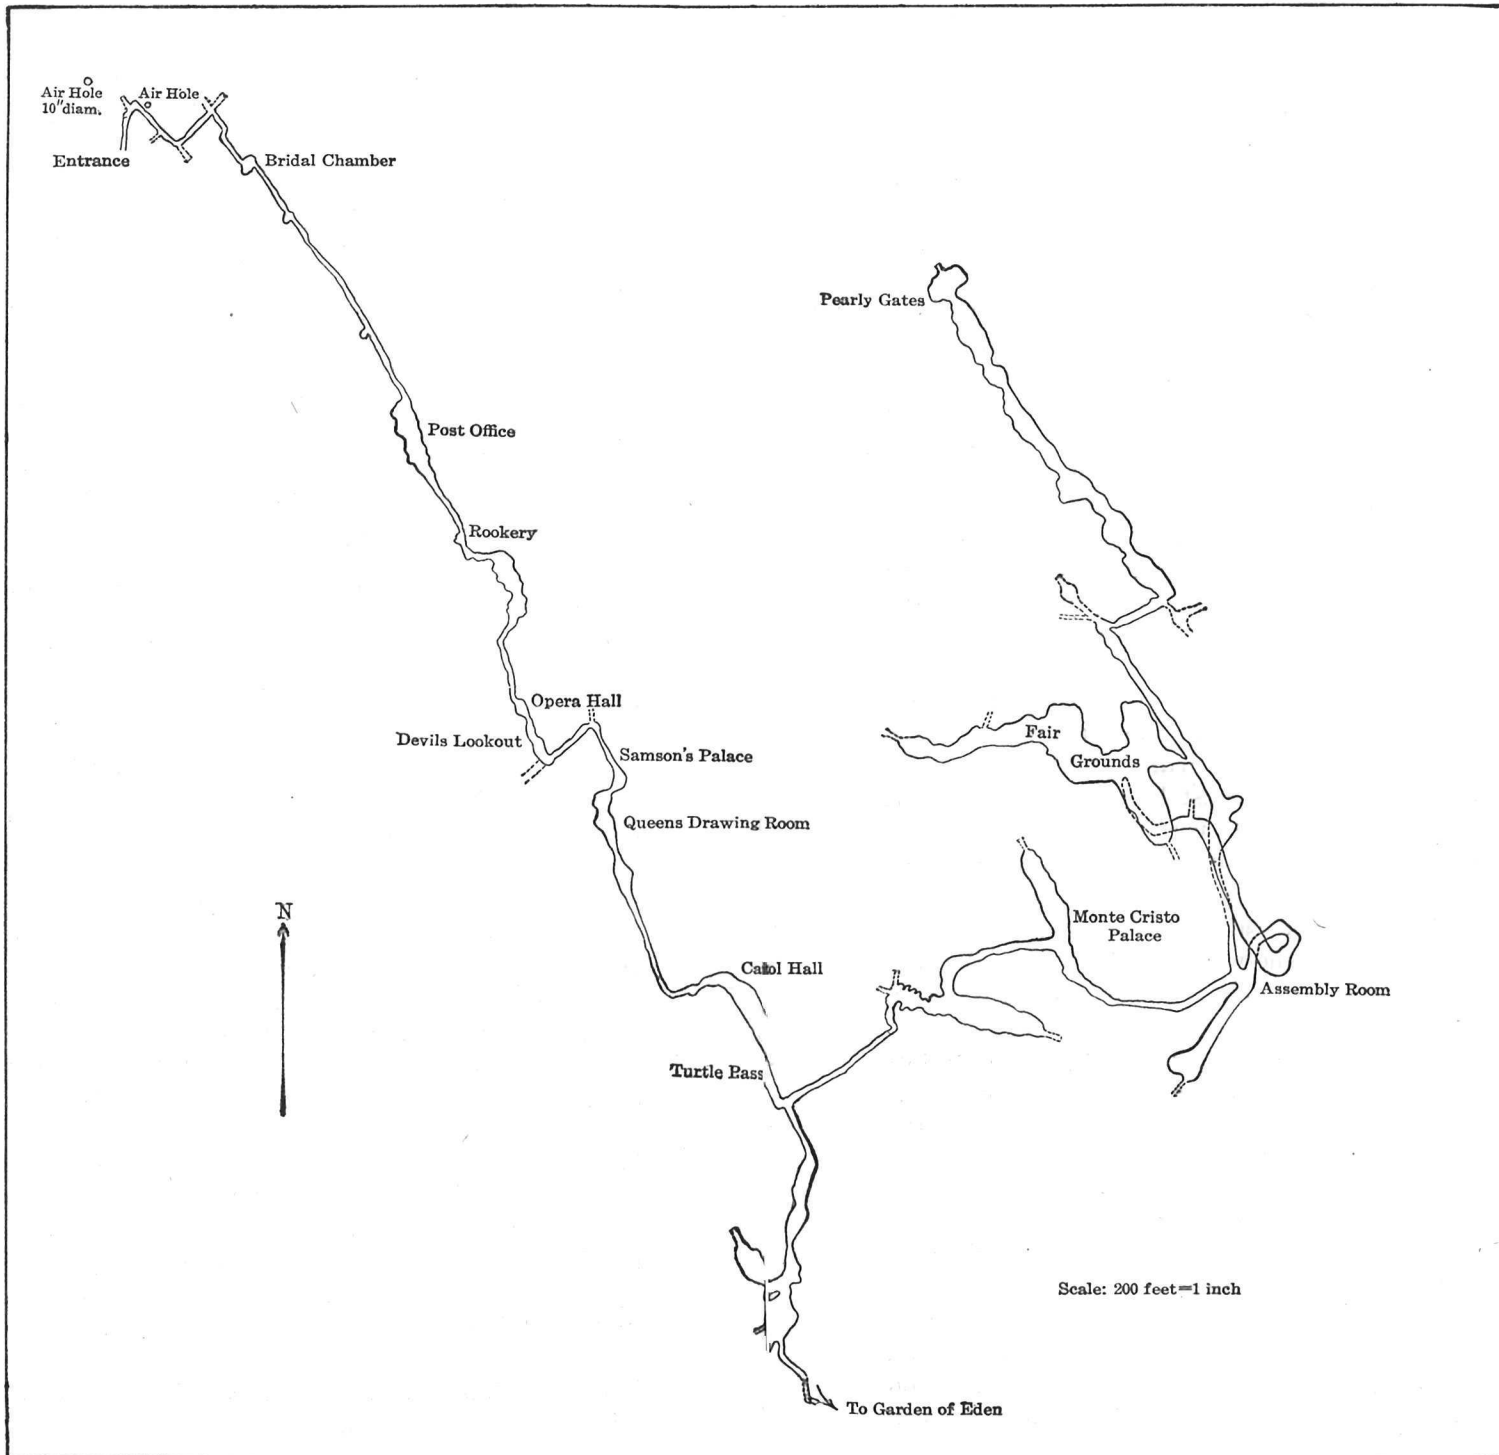 Air Hole
10" diam.
Air Hole
Entrance
Bridal Chamber
Pearly Gates
Post Office
Rookery
Opera Hall
Devils Lookout
Samson's Palace
Fair
Grounds
Queens Drawing Room
N
Monte Cristo
Palace
Hall
Assembly Room
Turtle Pass
Scale: 200 feet=1 inch
To Garden of Eden